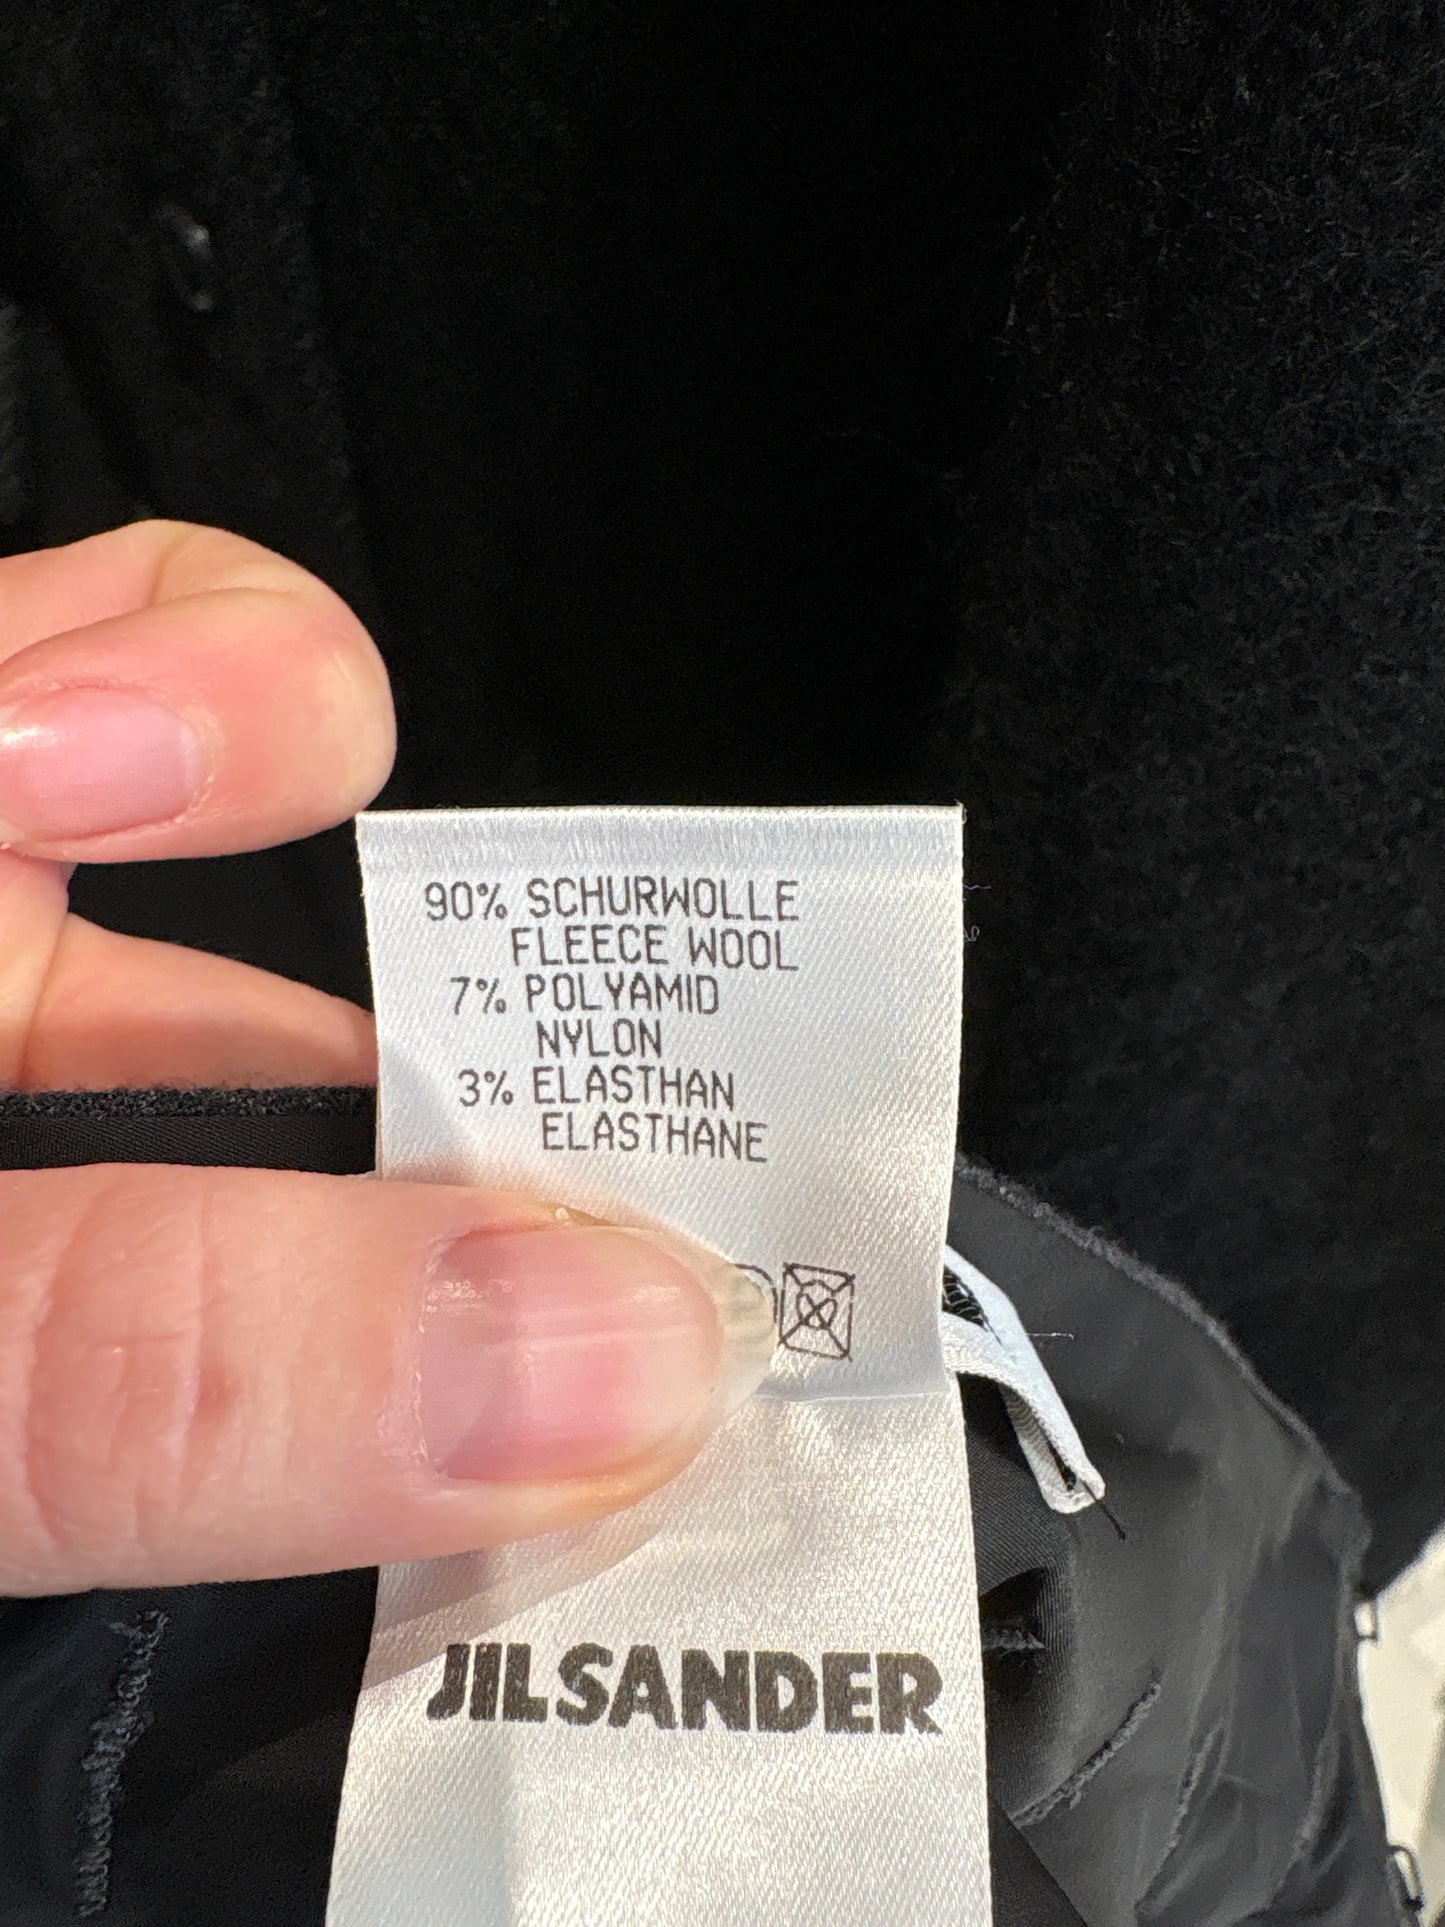 90% SCHURWOLLE
FLEECE WOOL
7% POLYAMID
NYLON
3% ELASTHAN
ELASTHANE
JILSANDER